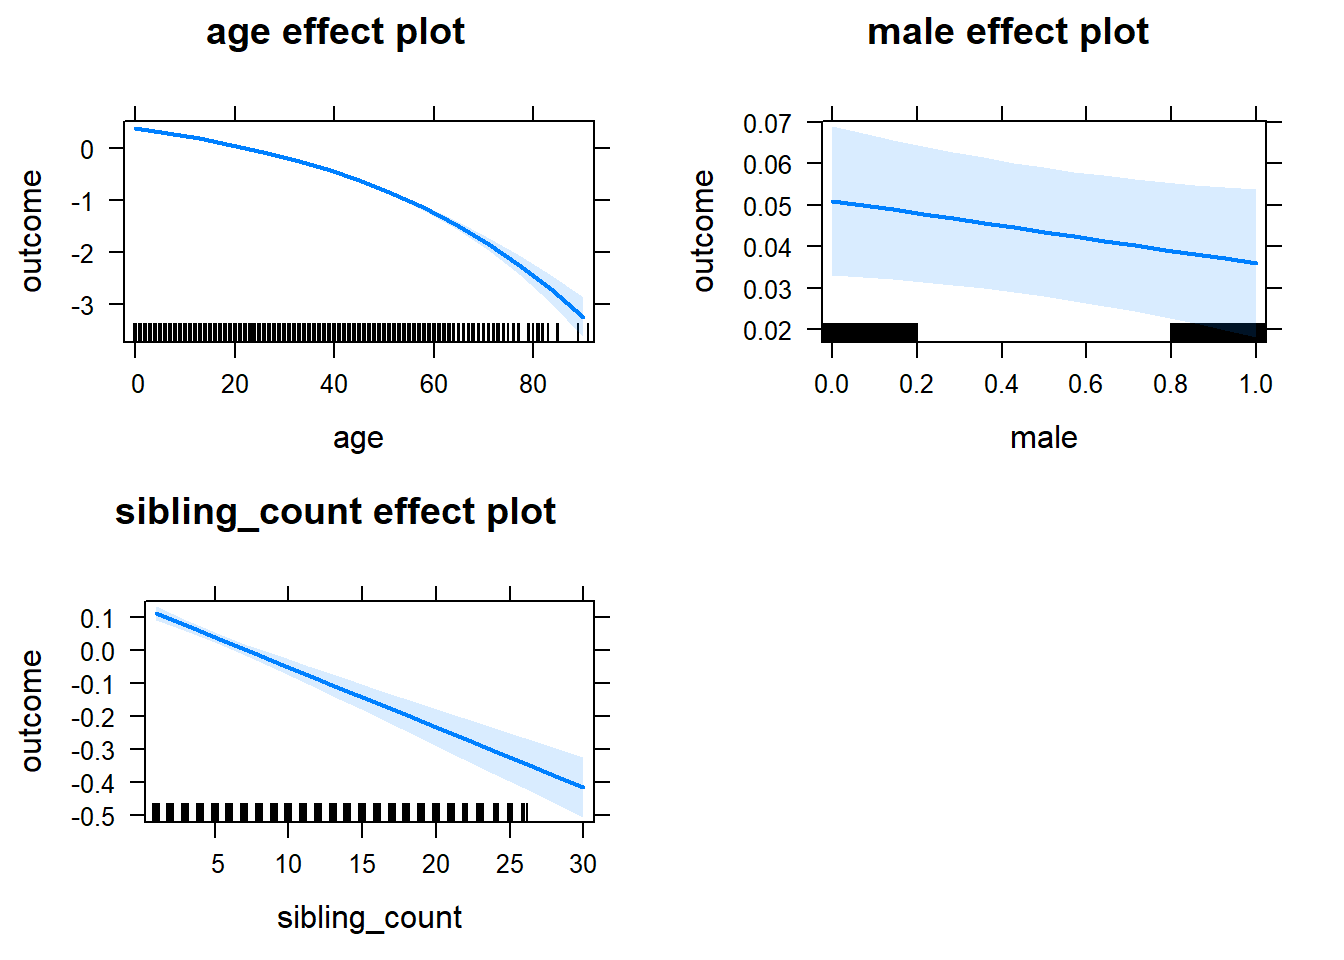 age effect plot
outcome
0
-1
-2
-3
0 20 40 60 80
age
male effect plot
outcome
0.07
0.06
0.05
0.04
0.03
0.02
0.0 0.2 0.4 0.6 0.8 1.0
male
sibling_count effect plot
outcome
0.1
0.0
-0.1
-0.2
-0.3
-0.4
-0.5
5 10 15 20 25 30
sibling_count